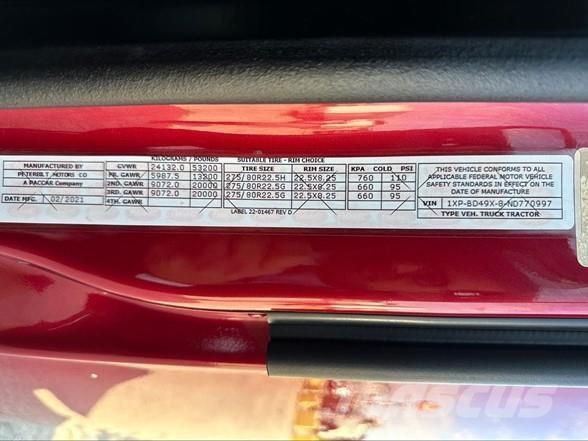 KILOGRAMS / POUNDS SUITABLE TIRE - RIM CHOICE
MANUFACTURED BY GVWR 24132.0 53200 TIRE SIZE RIM SIZE KPA COLD PSI
PETERBILT MOTORS CO FR. GAWR 5987.5 13200 275/80R22.5H 22.5X8.25 760 110
A PACCAR Company 2ND. GAWR 9072.0 20000 275/80R22.5G 22.5X8.25 660 95
3RD. GAWR 9072.0 20000 275/80R22.5G 22.5X8.25 660 95
DATE MFG. 02/2021 4TH. GAWR
LABEL 22-01467 REV D
THIS VEHICLE CONFORMS TO ALL
APPLICABLE FEDERAL MOTOR VEHICLE
SAFETY STANDARDS IN EFFECT ON THE
DATE OF MANUFACTURE
VIN 1XP-BD49X-8-ND770997
TYPE VEH. TRUCK TRACTOR
MASCUS